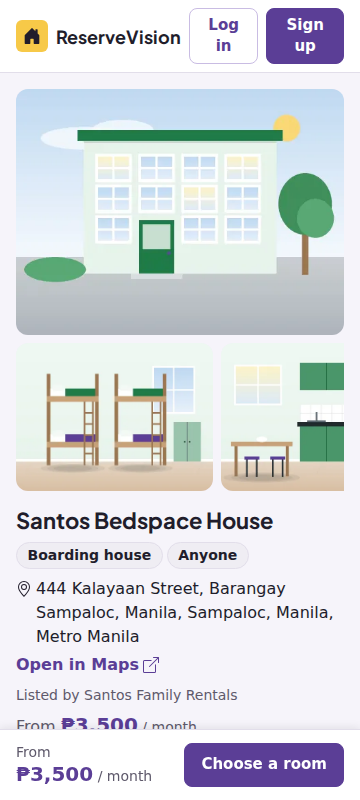 ReserveVision
Log
in
Sign
up
Santos Bedspace House
Boarding house
Anyone
444 Kalayaan Street, Barangay
Sampaloc, Manila, Sampaloc, Manila,
Metro Manila
Open in Maps
Listed by Santos Family Rentals
From ₱3,500 / month
From
₱3,500 / month
Choose a room